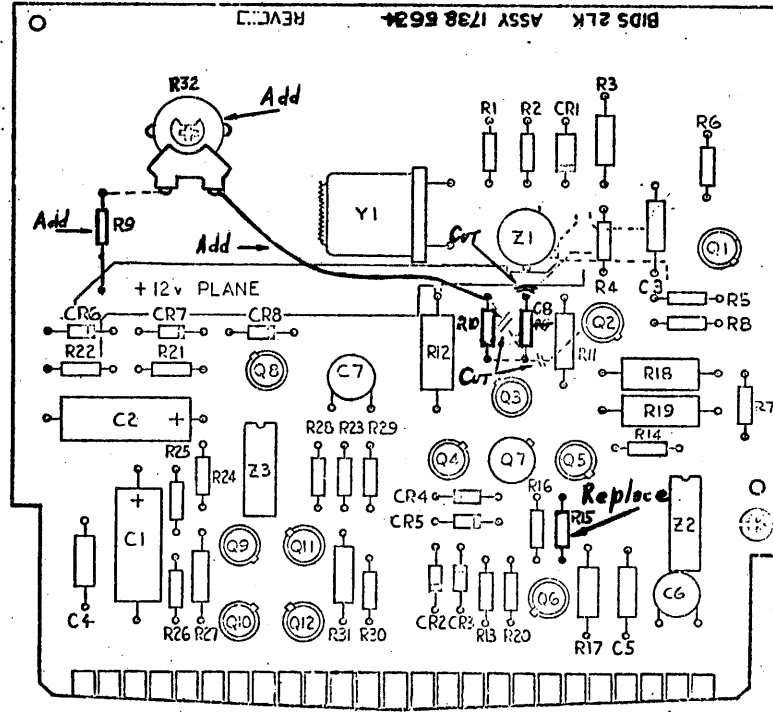 BIDS 2LK ASSY 1738 5634 REV
R32
Add
R1 R2 CR1 R3
R6
Add
R9
Add
Y1
Cut
Z1
R4
C3
Q1
+12V PLANE
CR6 CR7 CR8
R10
C8
R5
R8
R22 R21
Q8
C7
R12
Cut
R11
Q2
Q3
R18
R19
R7
C2 +
R25
R24
Z3
R28 R23 R29
Q4 Q7 Q5
R14
CR4
CR5
R16
R15
Replace
Z2
+
C1
C4
Q9 Q11
Q10 Q12
R26 R27
R31 R30
CR2 CR3 R13 R20
Q6
R17 C5
C6